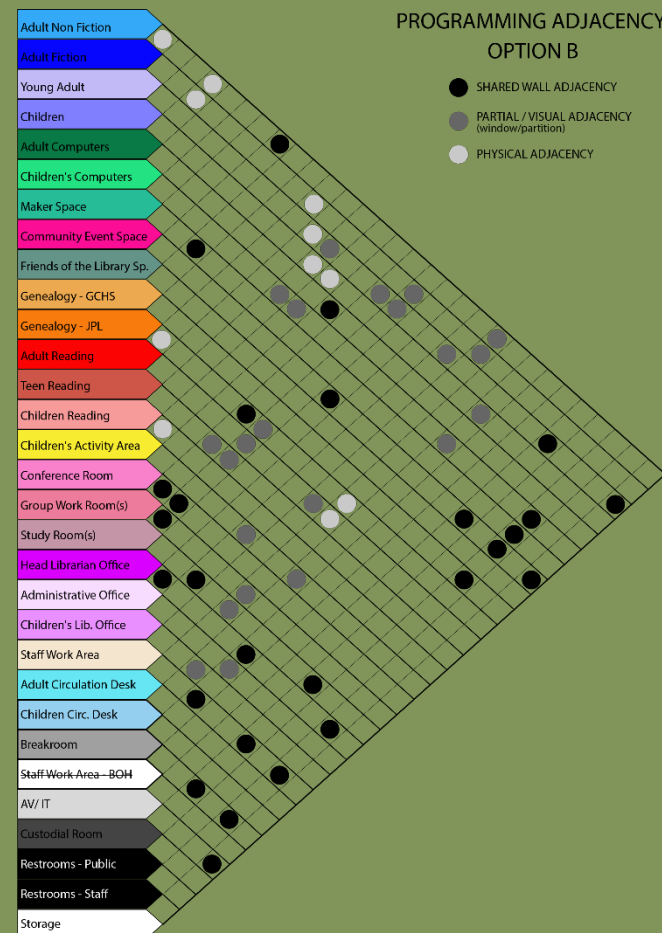 PROGRAMMING ADJACENCY
OPTION B
SHARED WALL ADJACENCY
PARTIAL / VISUAL ADJACENCY
(window/partition)
PHYSICAL ADJACENCY
Adult Non Fiction
Adult Fiction
Young Adult
Children
Adult Computers
Children's Computers
Maker Space
Community Event Space
Friends of the Library Sp.
Genealogy - GCHS
Genealogy - JPL
Adult Reading
Teen Reading
Children Reading
Children's Activity Area
Conference Room
Group Work Room(s)
Study Room(s)
Head Librarian Office
Administrative Office
Children's Lib. Office
Staff Work Area
Adult Circulation Desk
Children Circ. Desk
Breakroom
Staff Work Area - BOH
AV/ IT
Custodial Room
Restrooms - Public
Restrooms - Staff
Storage